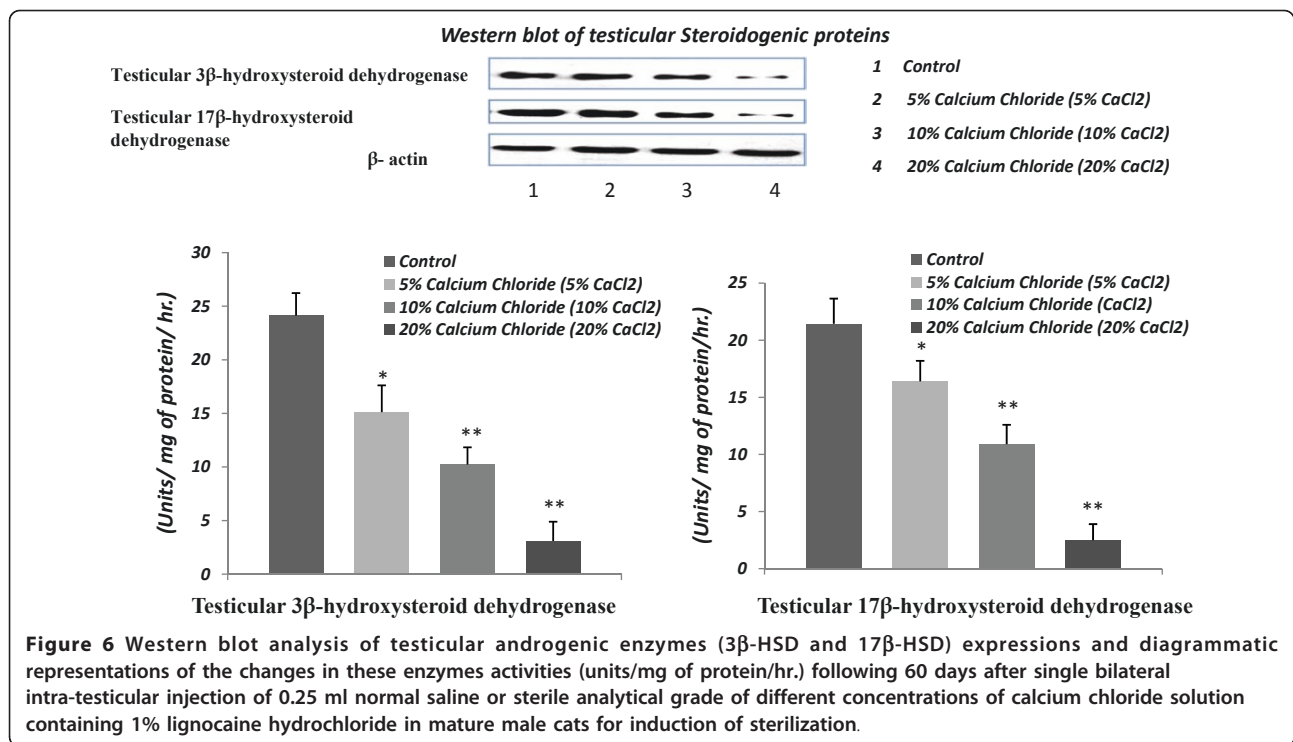 Western blot of testicular Steroidogenic proteins
Testicular 3β-hydroxysteroid dehydrogenase
Testicular 17β-hydroxysteroid
dehydrogenase
β- actin
1 2 3 4
1 Control
2 5% Calcium Chloride (5% CaCl2)
3 10% Calcium Chloride (10% CaCl2)
4 20% Calcium Chloride (20% CaCl2)
(Units/ mg of protein/ hr.)
30
25
20
15
10
5
0
Control
5% Calcium Chloride (5% CaCl2)
10% Calcium Chloride (10% CaCl2)
20% Calcium Chloride (20% CaCl2)
*
**
**
Testicular 3β-hydroxysteroid dehydrogenase
(Units/ mg of protein/hr.)
25
20
15
10
5
0
Control
5% Calcium Chloride (5% CaCl2)
10% Calcium Chloride (CaCl2)
20% Calcium Chloride (20% CaCl2)
*
**
**
Testicular 17β-hydroxysteroid dehydrogenase
Figure 6 Western blot analysis of testicular androgenic enzymes (3β-HSD and 17β-HSD) expressions and diagrammatic
representations of the changes in these enzymes activities (units/mg of protein/hr.) following 60 days after single bilateral
intra-testicular injection of 0.25 ml normal saline or sterile analytical grade of different concentrations of calcium chloride solution
containing 1% lignocaine hydrochloride in mature male cats for induction of sterilization.